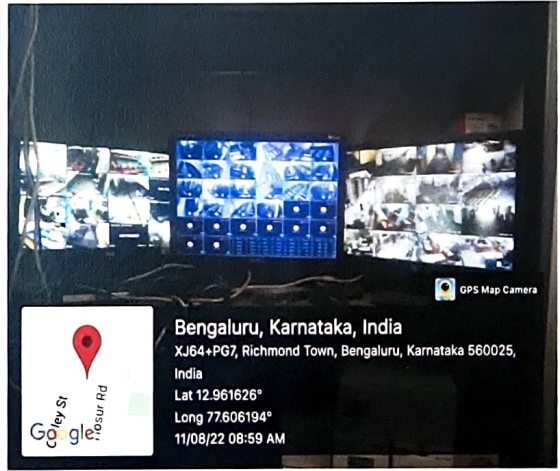 GPS Map Camera
Bengaluru, Karnataka, India
XJ64+PG7, Richmond Town, Bengaluru, Karnataka 560025,
India
Lat 12.961626°
Long 77.606194°
11/08/22 08:59 AM
Hosur Rd
Google